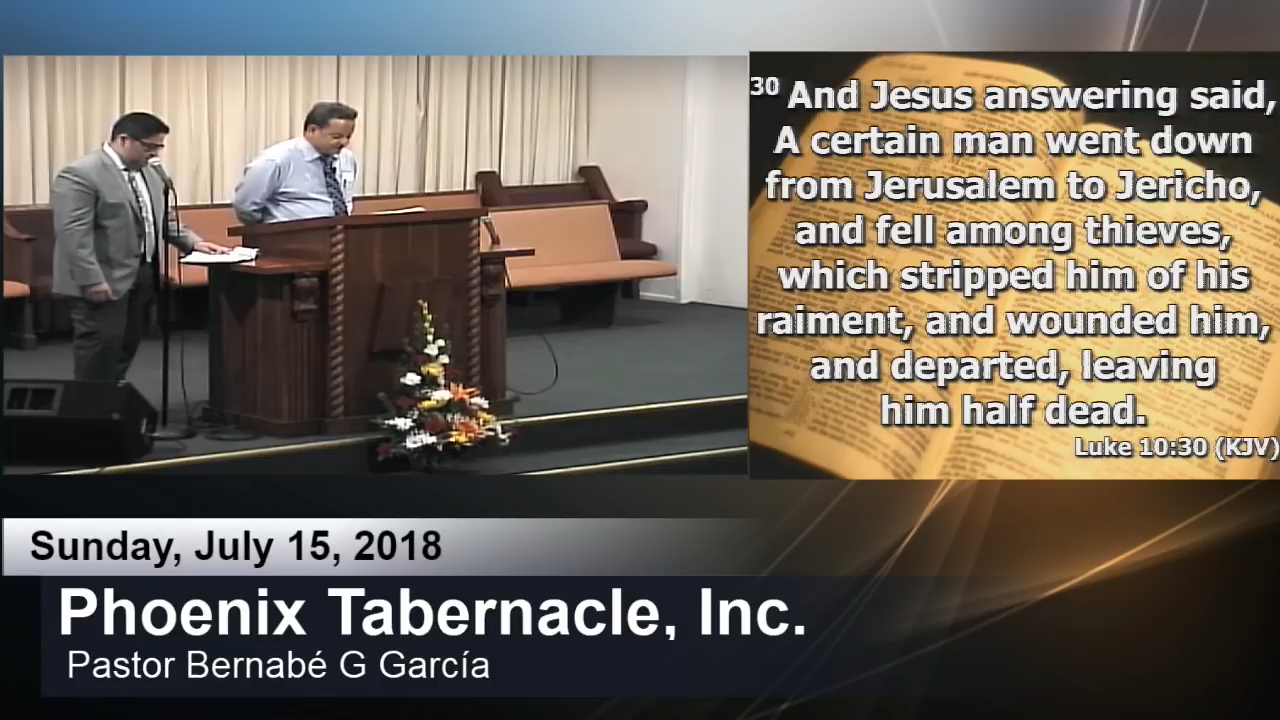 30 And Jesus answering said,
A certain man went down
from Jerusalem to Jericho,
and fell among thieves,
which stripped him of his
raiment, and wounded him,
and departed, leaving
him half dead.
Luke 10:30 (KJV)
Sunday, July 15, 2018
Phoenix Tabernacle, Inc.
Pastor Bernabé G García